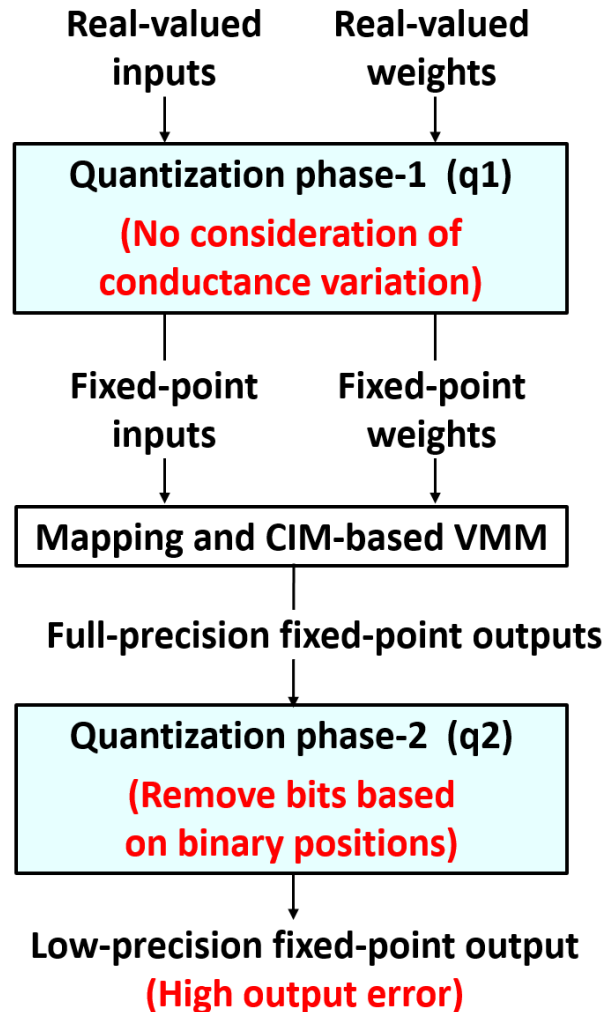 Real-valued inputs
Real-valued weights
Quantization phase-1 (q1)
(No consideration of
conductance variation)
Fixed-point inputs
Fixed-point weights
Mapping and CIM-based VMM
Full-precision fixed-point outputs
Quantization phase-2 (q2)
(Remove bits based
on binary positions)
Low-precision fixed-point output
(High output error)